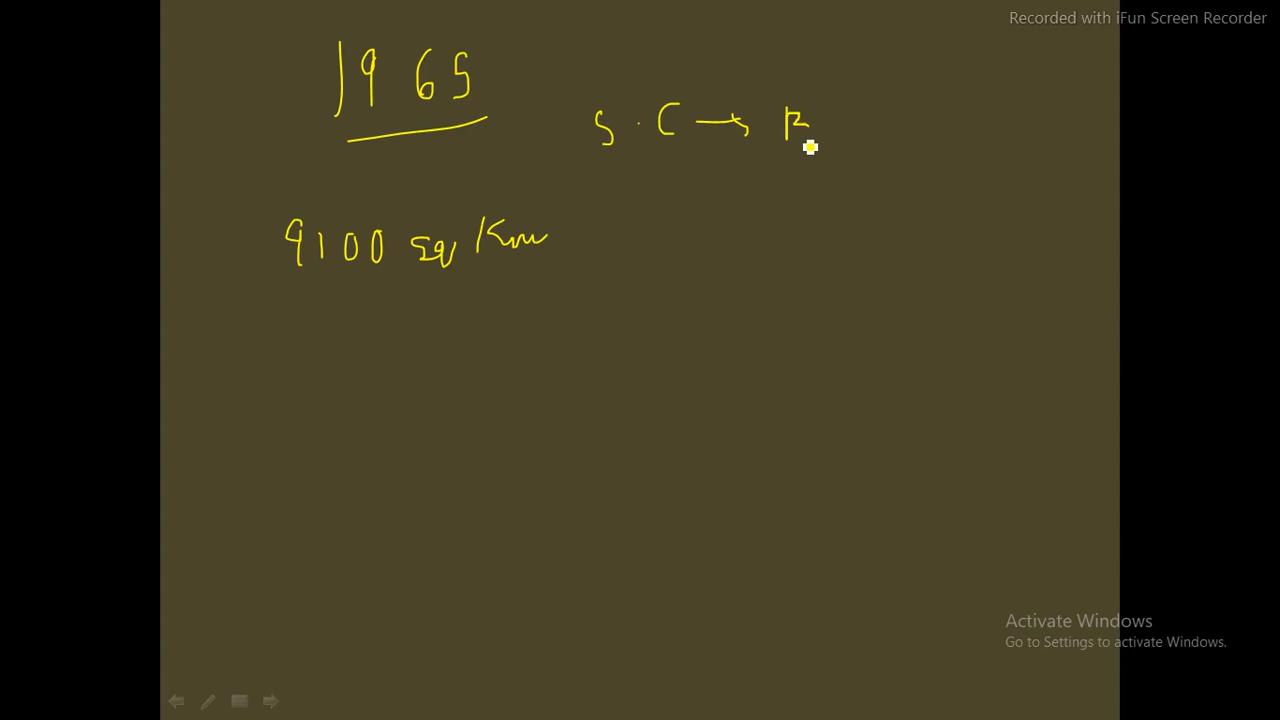 Recorded with iFun Screen Recorder
1965
S.C →
9100 sq Km
Activate Windows
Go to Settings to activate Windows.